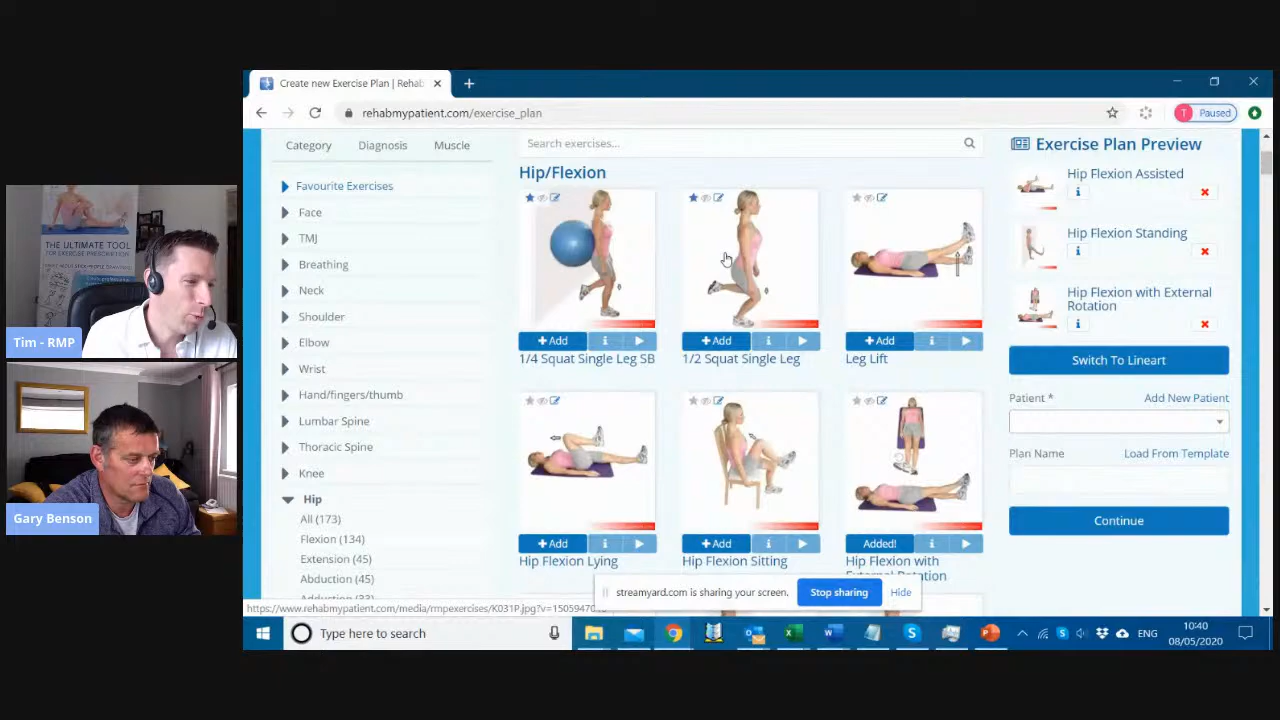 THE ULTIMATE TOOL
FOR EXERCISE PRESCRIPTION
Tim - RMP
Gary Benson
Create new Exercise Plan | Rehab
rehabmypatient.com/exercise_plan
T
Paused
Category
Diagnosis
Muscle
Favourite Exercises
Face
TMJ
Breathing
Neck
Shoulder
Elbow
Wrist
Hand/fingers/thumb
Lumbar Spine
Thoracic Spine
Knee
Hip
All (173)
Flexion (134)
Extension (45)
Abduction (45)
Search exercises...
Hip/Flexion
+Add
i
1/4 Squat Single Leg SB
+Add
i
1/2 Squat Single Leg
+Add
i
Leg Lift
+Add
i
Hip Flexion Lying
+Add
i
Hip Flexion Sitting
Added!
i
Hip Flexion with
External Rotation
Exercise Plan Preview
Hip Flexion Assisted
i
Hip Flexion Standing
i
Hip Flexion with External
Rotation
i
Switch To Lineart
Patient *
Add New Patient
Plan Name
Load From Template
Continue
streamyard.com is sharing your screen.
Stop sharing
Hide
Type here to search
ENG
10:40
08/05/2020